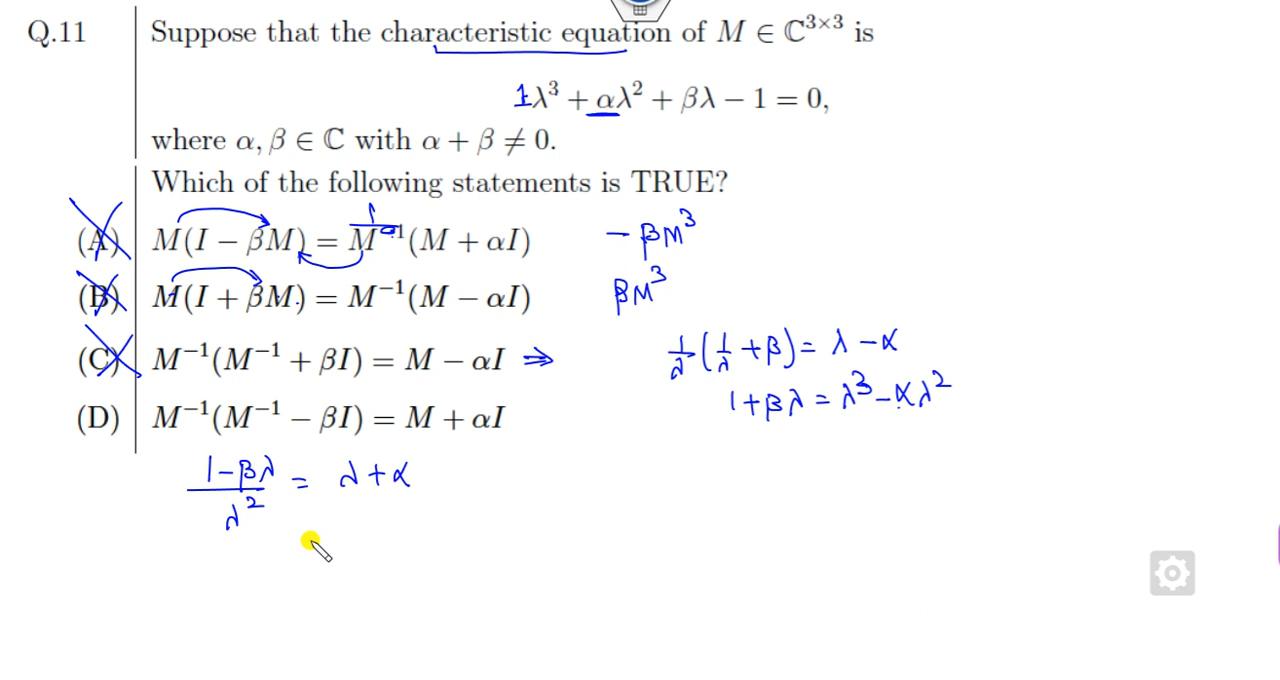 Q.11 Suppose that the characteristic equation of M ∈ ℂ³ˣ³ is
1λ³ + αλ² + βλ − 1 = 0,
where α, β ∈ ℂ with α + β ≠ 0.
Which of the following statements is TRUE?
(A) M(I − βM) = M⁻¹(M + αI) − βM³
(B) M(I + βM) = M⁻¹(M − αI) βM³
(C) M⁻¹(M⁻¹ + βI) = M − αI ⇒ 1/λ (1/λ + β) = λ − α
1 + βλ = λ³ − αλ²
(D) M⁻¹(M⁻¹ − βI) = M + αI
(1 − βλ)/λ² = λ + α